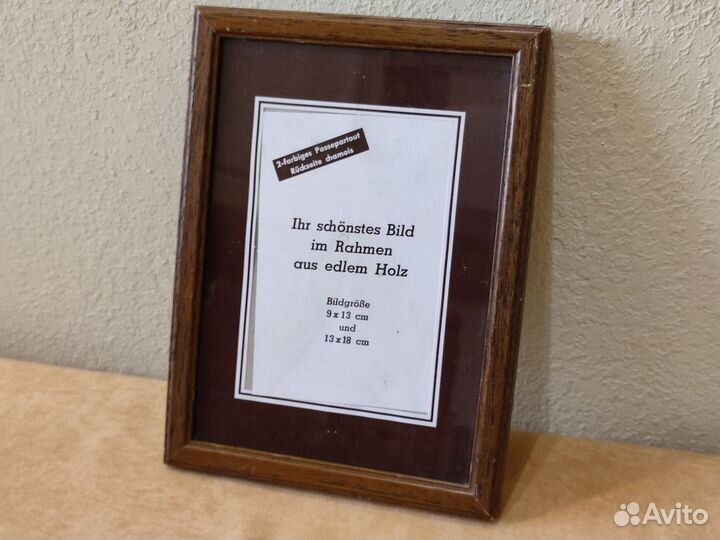 2-farbiges Passepartout
Rückseite chamois
Ihr schönstes Bild
im Rahmen
aus edlem Holz
Bildgröße
9 x 13 cm
und
13 x 18 cm
Avito